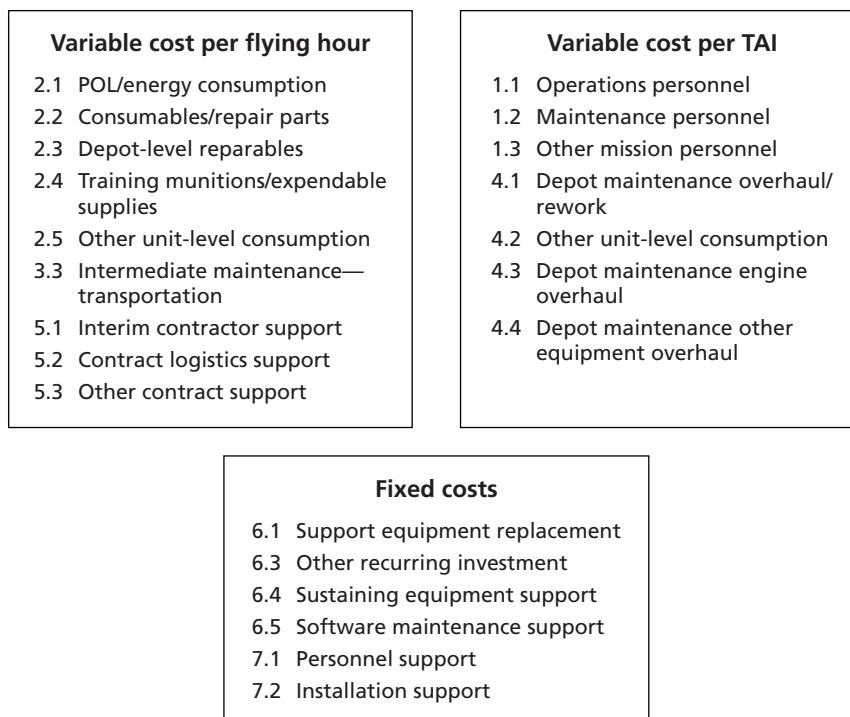 Variable cost per flying hour
2.1 POL/energy consumption
2.2 Consumables/repair parts
2.3 Depot-level reparables
2.4 Training munitions/expendable
supplies
2.5 Other unit-level consumption
3.3 Intermediate maintenance—
transportation
5.1 Interim contractor support
5.2 Contract logistics support
5.3 Other contract support
Variable cost per TAI
1.1 Operations personnel
1.2 Maintenance personnel
1.3 Other mission personnel
4.1 Depot maintenance overhaul/
rework
4.2 Other unit-level consumption
4.3 Depot maintenance engine
overhaul
4.4 Depot maintenance other
equipment overhaul
Fixed costs
6.1 Support equipment replacement
6.3 Other recurring investment
6.4 Sustaining equipment support
6.5 Software maintenance support
7.1 Personnel support
7.2 Installation support